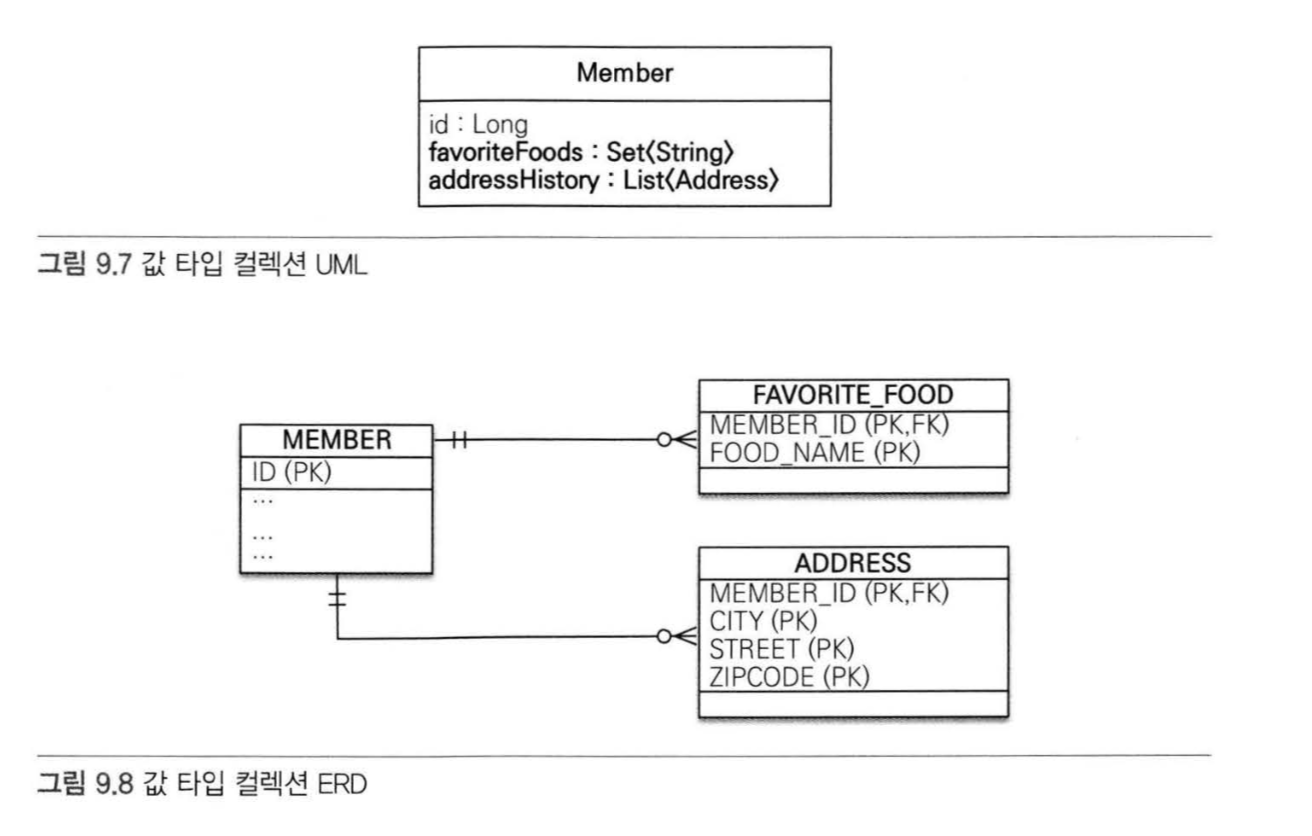 Member
id : Long
favoriteFoods : Set〈String〉
addressHistory : List〈Address〉
그림 9.7 값 타입 컬렉션 UML
FAVORITE_FOOD
MEMBER_ID (PK,FK)
FOOD_NAME (PK)
MEMBER
ID (PK)
...
...
...
ADDRESS
MEMBER_ID (PK,FK)
CITY (PK)
STREET (PK)
ZIPCODE (PK)
그림 9.8 값 타입 컬렉션 ERD